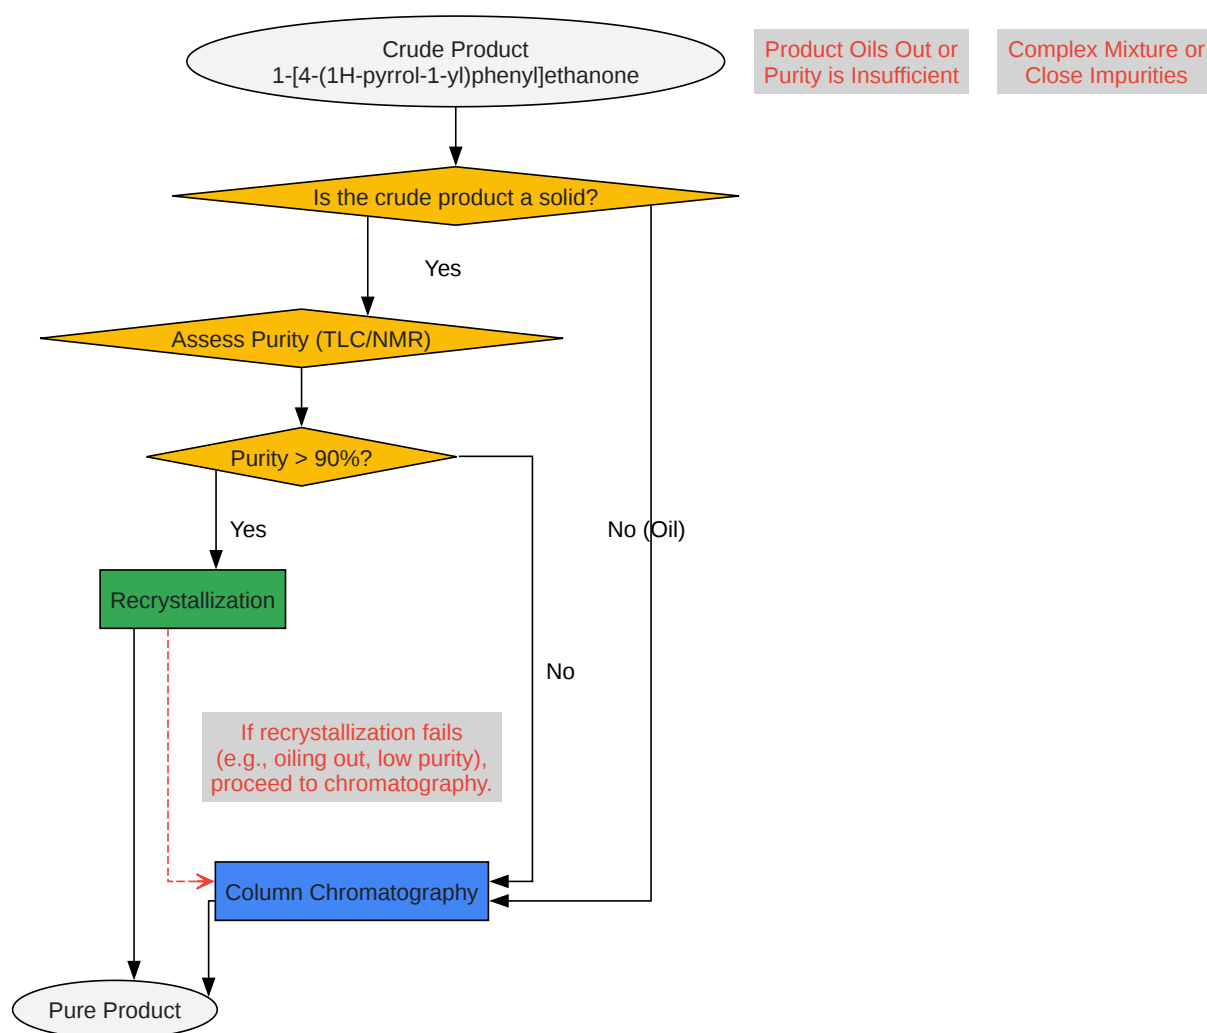 Crude Product
1-[4-(1H-pyrrol-1-yl)phenyl]ethanone
Product Oils Out or
Purity is Insufficient
Complex Mixture or
Close Impurities
Is the crude product a solid?
Yes
Assess Purity (TLC/NMR)
Purity > 90%?
Yes
No (Oil)
Recrystallization
No
If recrystallization fails
(e.g., oiling out, low purity),
proceed to chromatography.
Column Chromatography
Pure Product